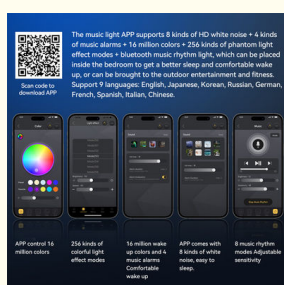 The music light APP supports 8 kinds of HD white noise + 4 kinds
of music alarms + 16 million colors + 256 kinds of phantom light
effect modes + bluetooth music rhythm light, which can be placed
inside the bedroom to get a better sleep and comfortable wake
up, or can be brought to the outdoor entertainment and fitness.
Support 9 languages: English, Japanese, Korean, Russian, German,
French, Spanish, Italian, Chinese.
Scan code to
download APP
Color
Music
APP control 16
million colors
256 kinds of
colorful light
effect modes
16 million wake
up colors and 4
music alarms
Comfortable
wake up
APP comes with
8 kinds of white
noise, easy to
sleep.
8 music rhythm
modes Adjustable
sensitivity